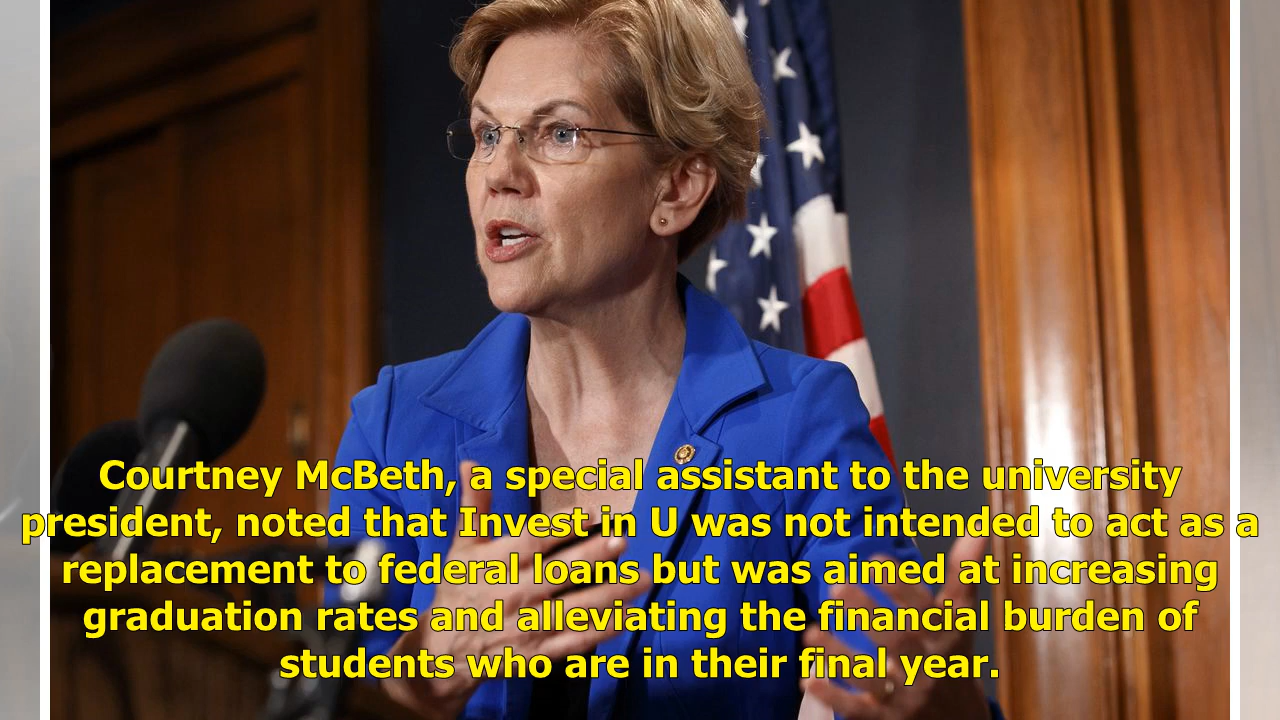 Courtney McBeth, a special assistant to the university
president, noted that Invest in U was not intended to act as a
replacement to federal loans but was aimed at increasing
graduation rates and alleviating the financial burden of
students who are in their final year.